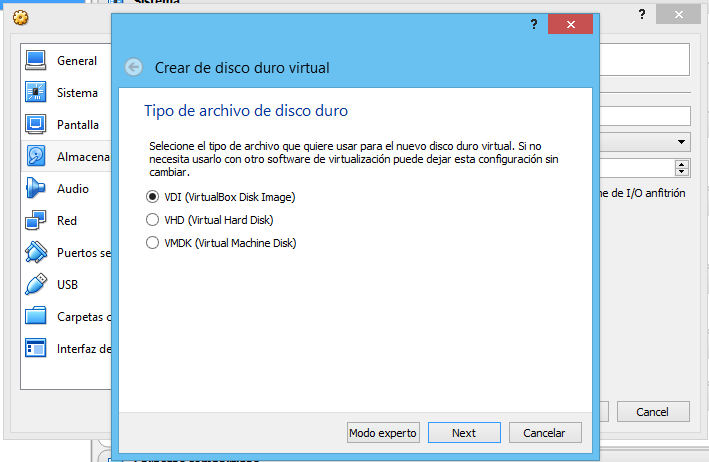 Sistema
?
?
Crear de disco duro virtual
General
Sistema
Pantalla
Almacena
Audio
Red
Puertos se
USB
Carpetas c
Interfaz de
Tipo de archivo de disco duro
Seleccione el tipo de archivo que quiere usar para el nuevo disco duro virtual. Si no
necesita usarlo con otro software de virtualización puede dejar esta configuración sin
cambiar.
VDI (VirtualBox Disk Image)
VHD (Virtual Hard Disk)
VMDK (Virtual Machine Disk)
ne de I/O anfitrión
Cancel
Modo experto
Next
Cancelar